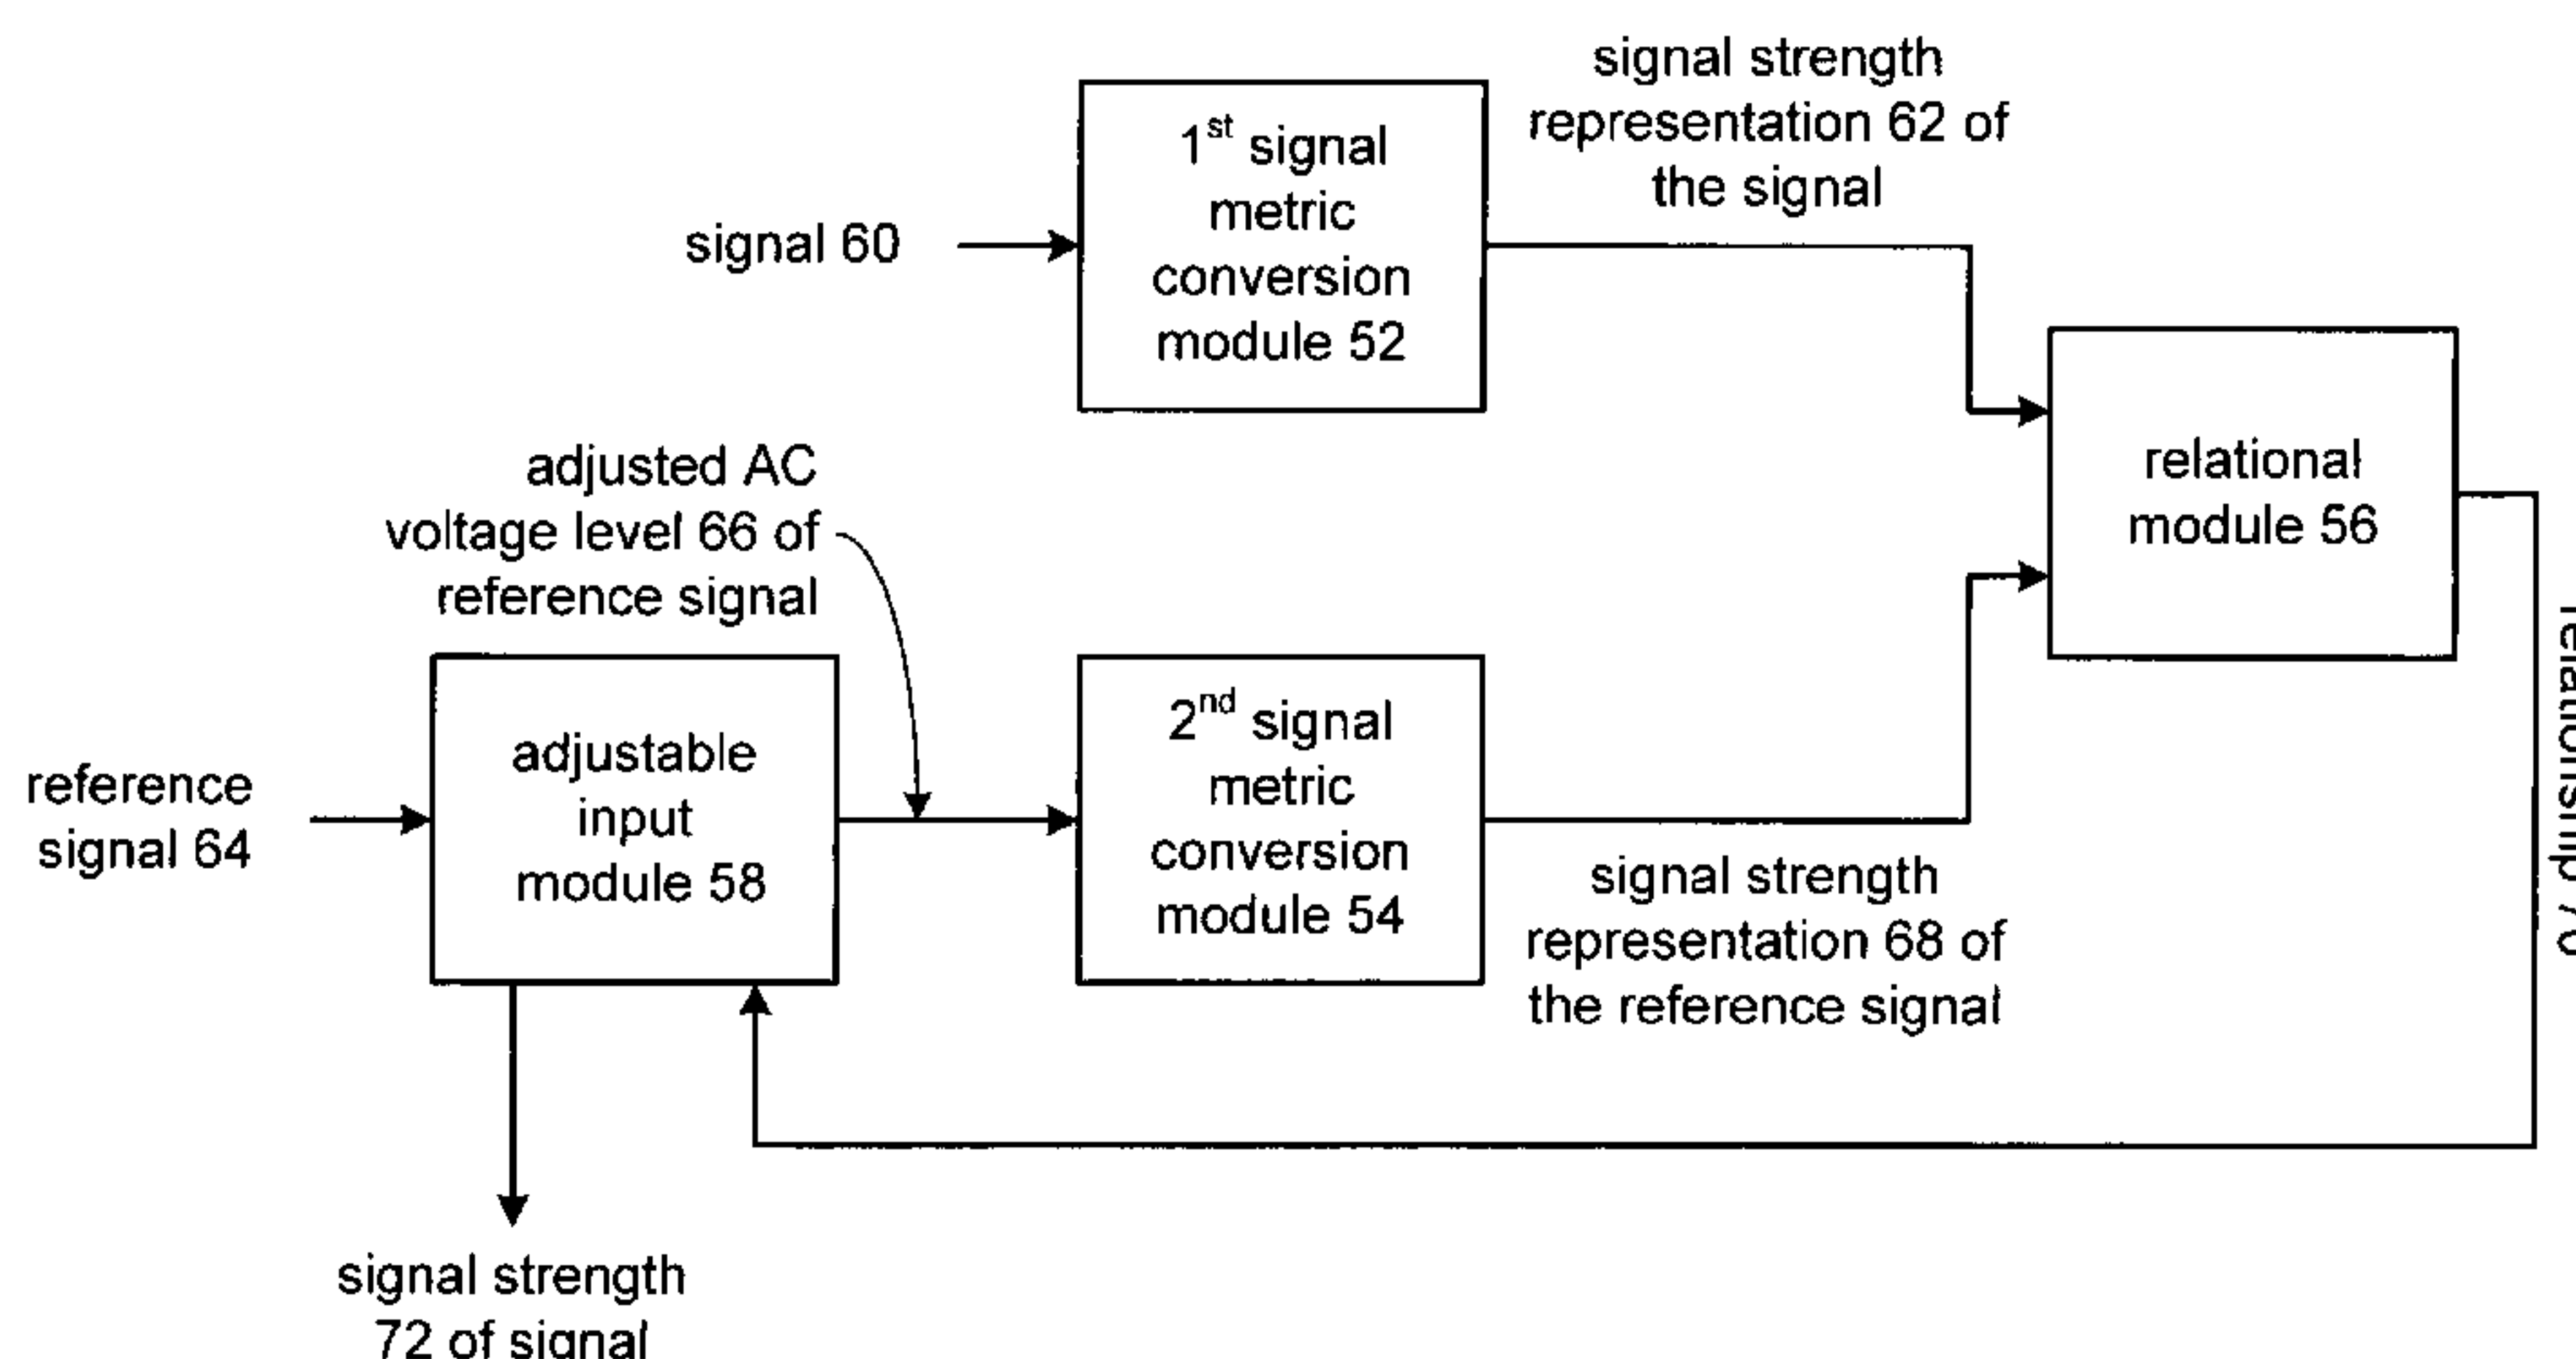 signal strength
representation 62 of
the signal
1st signal
metric
conversion
module 52
signal 60
relational
module 56
adjusted AC
voltage level 66 of
reference signal
relationship 70
2nd signal
metric
conversion
module 54
adjustable
input
module 58
reference
signal 64
signal strength
representation 68 of
the reference signal
signal strength
72 of signal